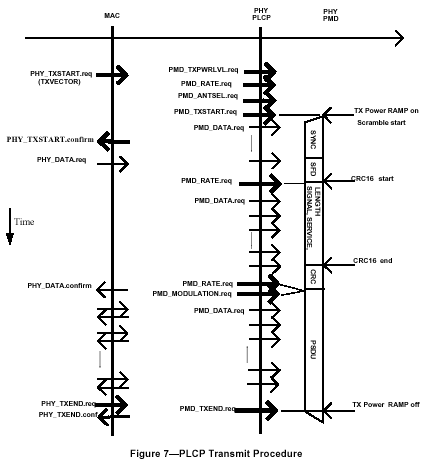 MAC
PHY
PLCP
PHY
PMD
PHY_TXSTART.req
(TXVECTOR)
PMD_TXPWRLVL.req
PMD_RATE.req
PMD_ANTSEL.req
PMD_TXSTART.req
TX Power RAMP on
Scramble start
PMD_DATA.req
SYNC
PHY_TXSTART.confirm
PHY_DATA.req
SFD
PMD_RATE.req
CRC16 start
PMD_DATA.req
LENGTH
SIGNAL, SERVICE
Time
CRC16 end
CRC
PHY_DATA.confirm
PMD_RATE.req
PMD_MODULATION.req
PMD_DATA.req
PSDU
PHY_TXEND.req
PHY_TXEND.conf
PMD_TXEND.req
TX Power RAMP off
Figure 7—PLCP Transmit Procedure